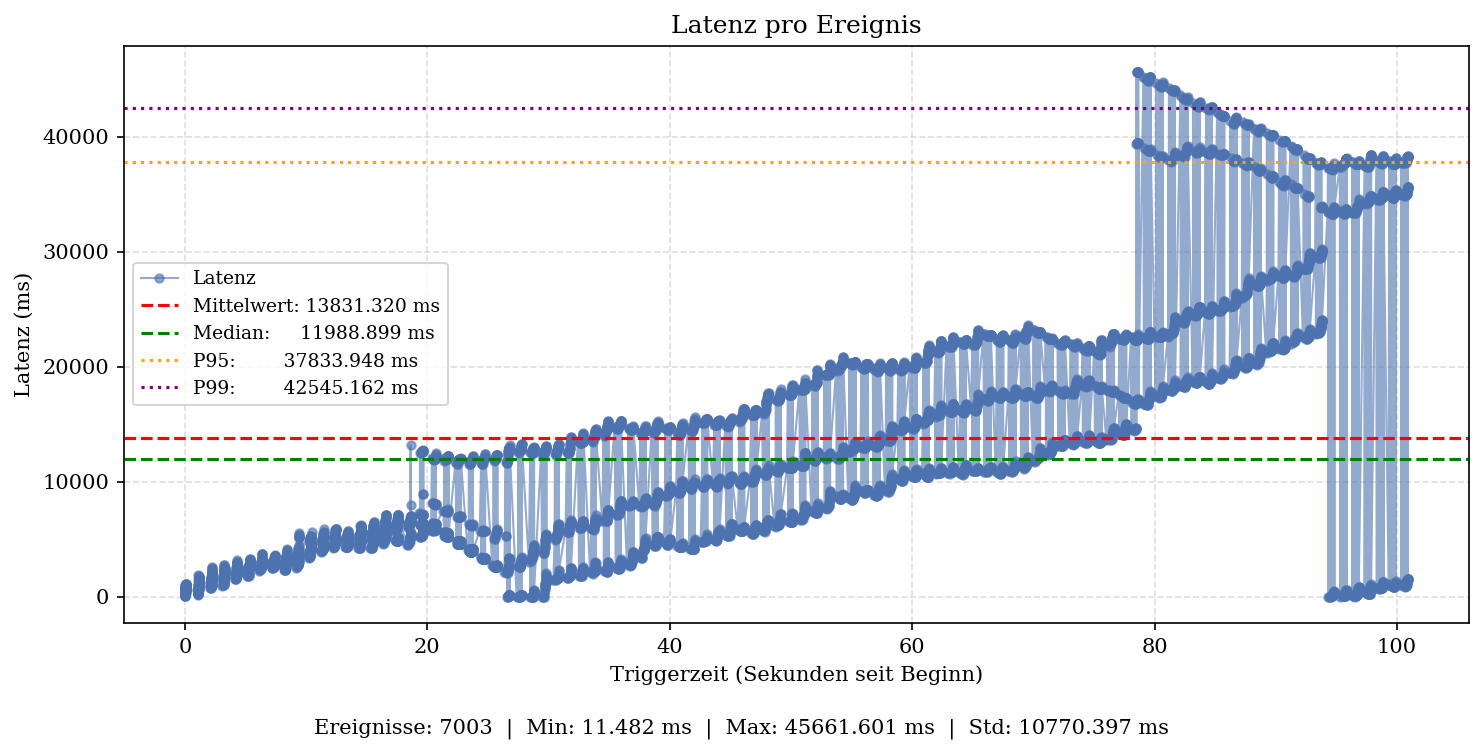 Latenz pro Ereignis
Latenz (ms)
40000
30000
20000
10000
0
Latenz
Mittelwert: 13831.320 ms
Median: 11988.899 ms
P95: 37833.948 ms
P99: 42545.162 ms
0 20 40 60 80 100
Triggerzeit (Sekunden seit Beginn)
Ereignisse: 7003 | Min: 11.482 ms | Max: 45661.601 ms | Std: 10770.397 ms